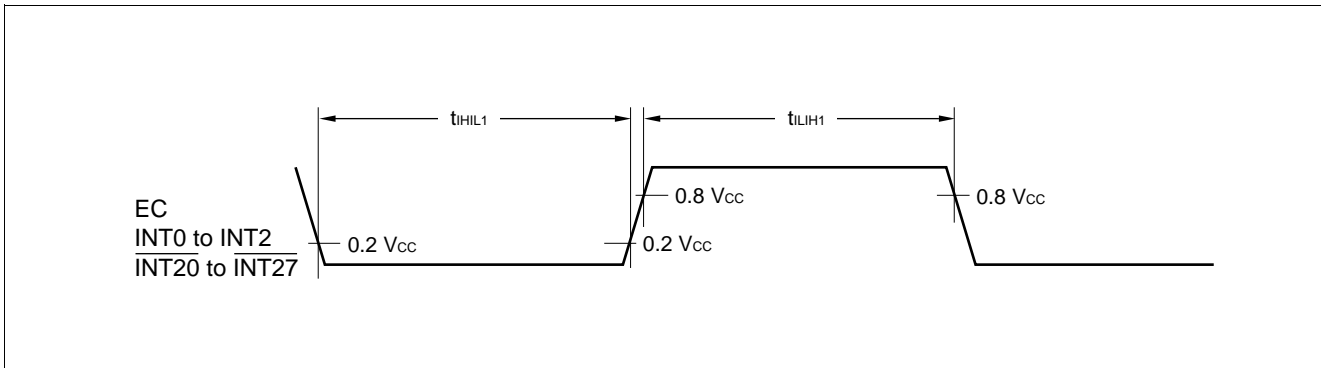 tIHIL1
tILIH1
0.8 VCC
0.8 VCC
EC
INT0 to INT2
0.2 VCC
0.2 VCC
INT20 to INT27